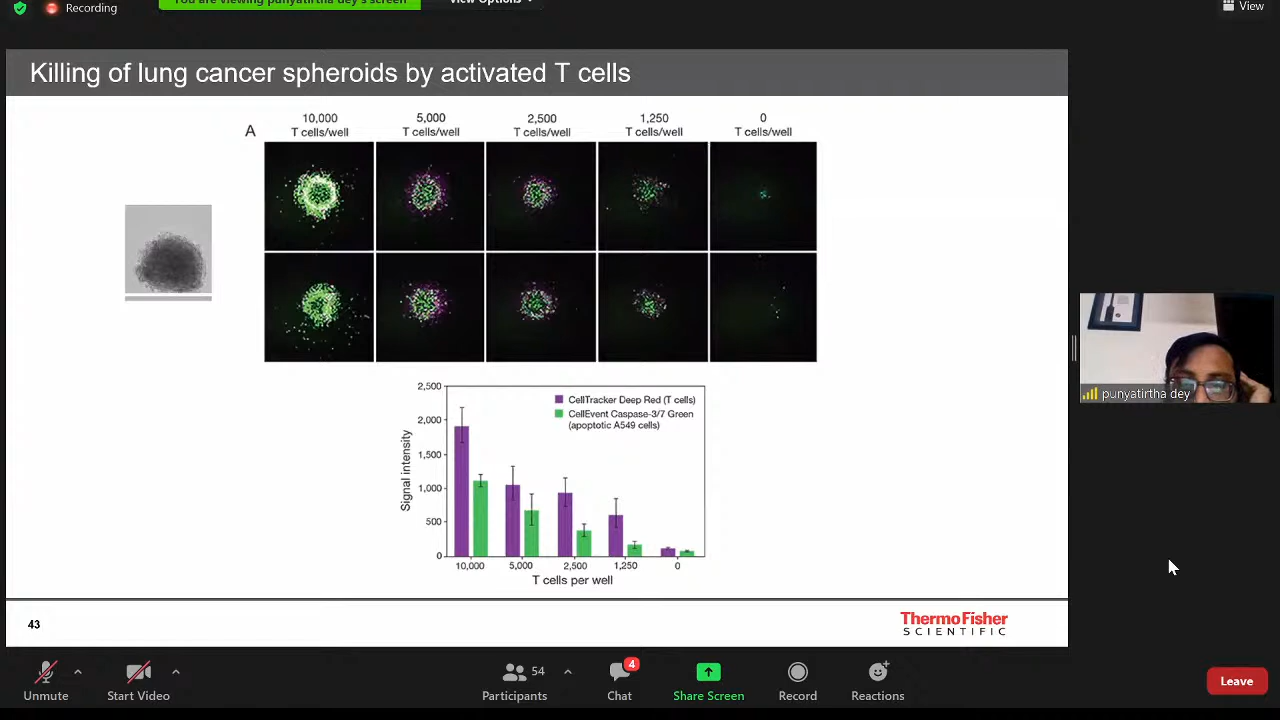 Recording
You are viewing punyatirtha dey's screen
View Options
View
Killing of lung cancer spheroids by activated T cells
A
10,000
T cells/well
5,000
T cells/well
2,500
T cells/well
1,250
T cells/well
0
T cells/well
2,500
2,000
1,500
1,000
500
0
Signal intensity
CellTracker Deep Red (T cells)
CellEvent Caspase-3/7 Green
(apoptotic A549 cells)
10,000
5,000
2,500
1,250
0
T cells per well
punyatirtha dey
43
ThermoFisher
SCIENTIFIC
Unmute
Start Video
54
Participants
4
Chat
Share Screen
Record
Reactions
Leave